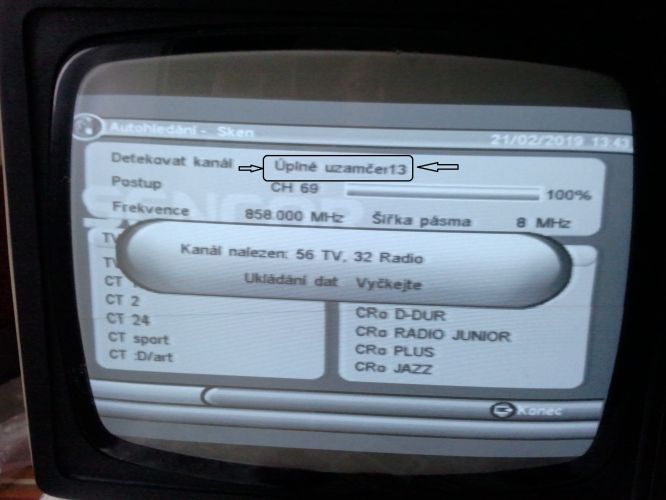 Autohledání - Sken
21/02/2019 13:43
Detekovat kanál Úplné uzamčer13
Postup CH 69 100%
Frekvence 858.000 MHz Šířka pásma 8 MHz
Kanál nalezen: 56 TV, 32 Radio
Ukládání dat Vyčkejte
CT 2
CT 24
CT sport
CT :D/art
CRo D-DUR
CRo RADIO JUNIOR
CRo PLUS
CRo JAZZ
Konec